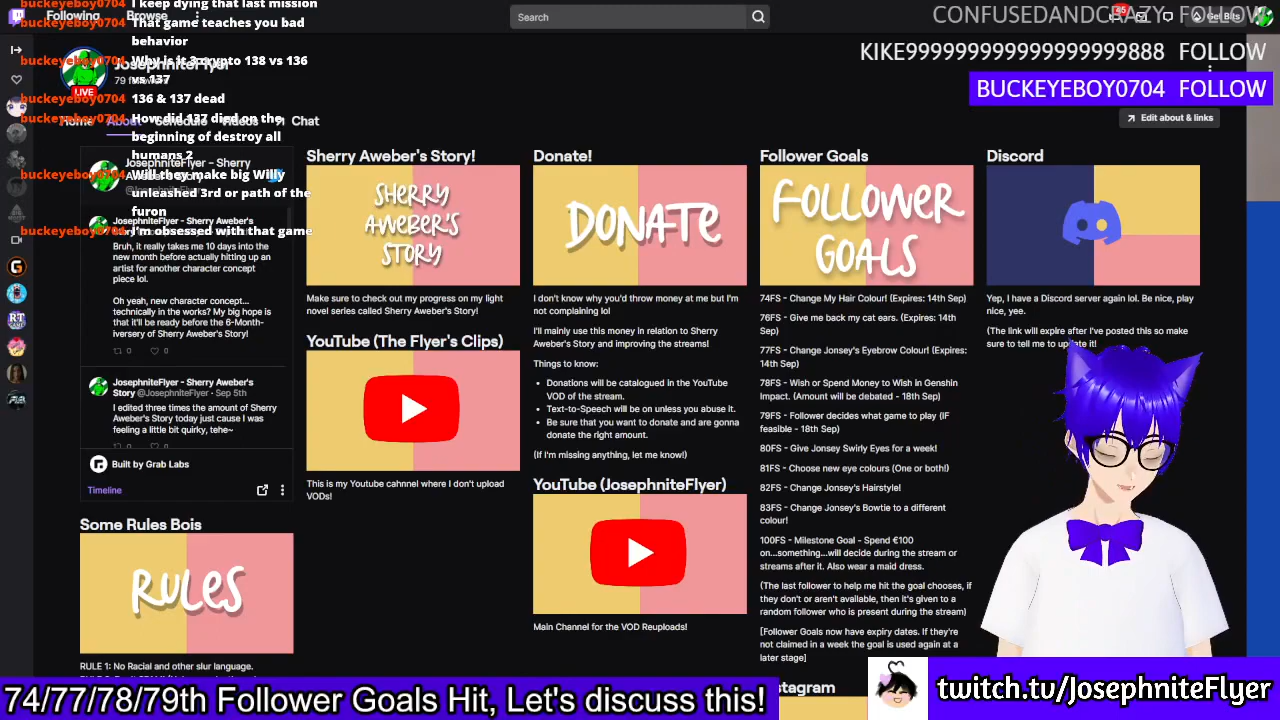 I keep dying that last mission
buckeyeboy0704 That game teaches you bad
behavior
buckeyeboy0704 Why is it 3 crypto 138 vs 136
vs 137
buckeyeboy0704 136 & 137 dead
buckeyeboy0704 How did 137 died on the
beginning of destroy all
humans 2
buckeyeboy0704 Will they make big Willy
unleashed 3rd or path of the
furon
buckeyeboy0704 I'm obsessed with that game
Following
Browse
Search
45
Get Bits
CONFUSEDANDCRAZY FOLLOW
KIKE99999999999999999888 FOLLOW
BUCKEYEBOY0704 FOLLOW
JosephniteFlyer
79 followers
LIVE
Home About Schedule Videos Chat
Edit about & links
JosephniteFlyer - Sherry
JosephniteFlyer - Sherry Aweber's
Bruh, it really takes me 10 days into the
new month before actually hitting up an
artist for another character concept
piece lol.
Oh yeah, new character concept...
technically in the works? My big hope is
that it'll be ready before the 6-Month-
iversery of Sherry Aweber's Story!
0 0
JosephniteFlyer - Sherry Aweber's
Story @JosephniteFlyer · Sep 5th
I edited three times the amount of Sherry
Aweber's Story today just cause I was
feeling a little bit quirky, tehe~
Built by Grab Labs
Timeline
Some Rules Bois
RULES
RULE 1: No Racial and other slur language.
Sherry Aweber's Story!
SHERRY
AWEBER'S
STORY
Make sure to check out my progress on my light
novel series called Sherry Aweber's Story!
YouTube (The Flyer's Clips)
This is my Youtube cahnnel where I don't upload
VODs!
Donate!
DONATE
I don't know why you'd throw money at me but I'm
not complaining lol
I'll mainly use this money in relation to Sherry
Aweber's Story and improving the streams!
Things to know:
• Donations will be catalogued in the YouTube
VOD of the stream.
• Text-to-Speech will be on unless you abuse it.
• Be sure that you want to donate and are gonna
donate the right amount.
(If I'm missing anything, let me know!)
YouTube (JosephniteFlyer)
Main Channel for the VOD Reuploads!
Follower Goals
FOLLOWER
GOALS
74FS - Change My Hair Colour! (Expires: 14th Sep)
76FS - Give me back my cat ears. (Expires: 14th
Sep)
77FS - Change Jonsey's Eyebrow Colour! (Expires:
14th Sep)
78FS - Wish or Spend Money to Wish in Genshin
Impact. (Amount will be debated - 18th Sep)
79FS - Follower decides what game to play (IF
feasible - 18th Sep)
80FS - Give Jonsey Swirly Eyes for a week!
81FS - Choose new eye colours (One or both!)
82FS - Change Jonsey's Hairstyle!
83FS - Change Jonsey's Bowtie to a different
colour!
100FS - Milestone Goal - Spend €100
on...something...will decide during the stream or
streams after it. Also wear a maid dress.
(The last follower to help me hit the goal chooses, if
they don't or aren't available, then it's given to a
random follower who is present during the stream)
[Follower Goals now have expiry dates. If they're
not claimed in a week the goal is used again at a
later stage]
Discord
Yep, I have a Discord server again lol. Be nice, play
nice, yee.
(The link will expire after I've posted this so make
sure to tell me to update it!)
74/77/78/79th Follower Goals Hit, Let's discuss this!
twitch.tv/JosephniteFlyer